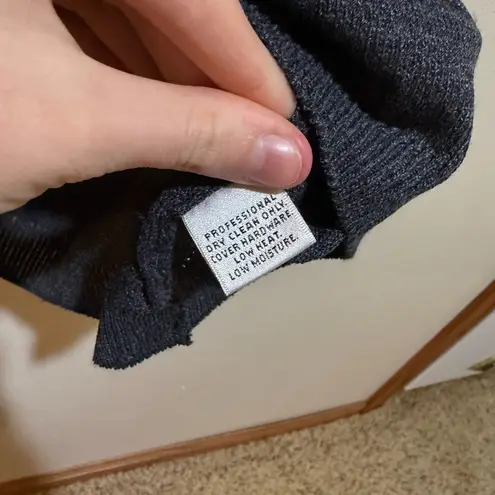 PROFESSIONAL
DRY CLEAN ONLY.
COVER HARDWARE.
LOW HEAT.
LOW MOISTURE.